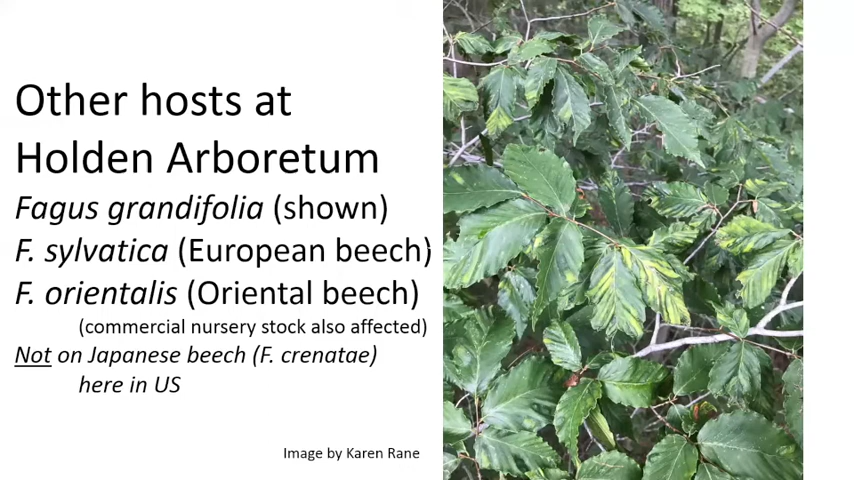 Other hosts at
Holden Arboretum
Fagus grandifolia (shown)
F. sylvatica (European beech)
F. orientalis (Oriental beech)
(commercial nursery stock also affected)
Not on Japanese beech (F. crenatae)
here in US
Image by Karen Rane